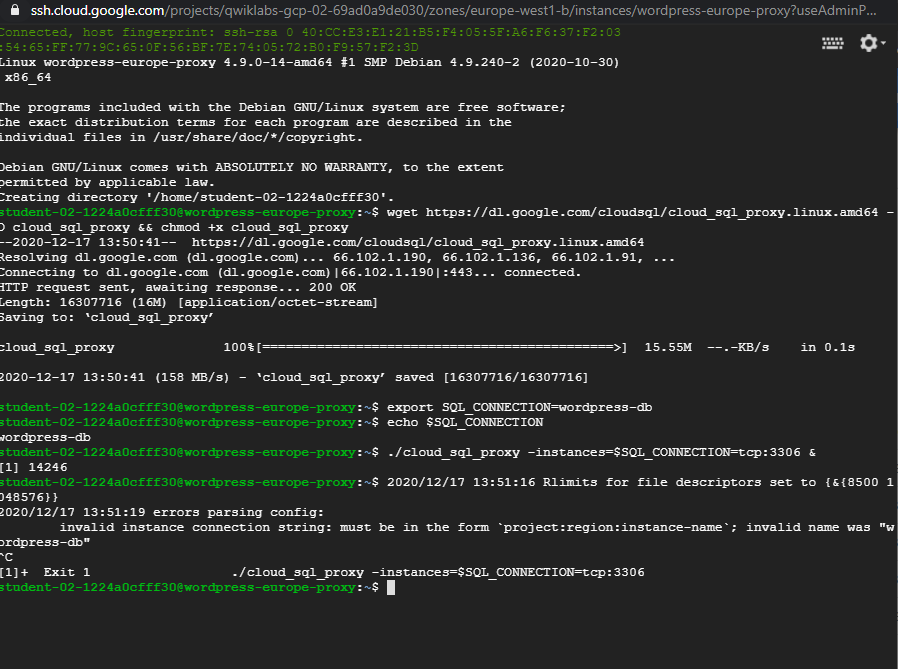 ssh.cloud.google.com/projects/qwiklabs-gcp-02-69ad0a9de030/zones/europe-west1-b/instances/wordpress-europe-proxy?useAdminP...
Connected, host fingerprint: ssh-rsa 0 40:CC:E3:E1:21:B5:F4:05:5F:A6:F6:37:F2:03
:54:65:FF:77:9C:65:0F:56:BF:7E:74:05:72:B0:F9:57:F2:3D
Linux wordpress-europe-proxy 4.9.0-14-amd64 #1 SMP Debian 4.9.240-2 (2020-10-30)
x86_64
The programs included with the Debian GNU/Linux system are free software;
the exact distribution terms for each program are described in the
individual files in /usr/share/doc/*/copyright.
Debian GNU/Linux comes with ABSOLUTELY NO WARRANTY, to the extent
permitted by applicable law.
Creating directory '/home/student-02-1224a0cfff30'.
student-02-1224a0cfff30@wordpress-europe-proxy:~$ wget https://dl.google.com/cloudsql/cloud_sql_proxy.linux.amd64 -
O cloud_sql_proxy && chmod +x cloud_sql_proxy
--2020-12-17 13:50:41--  https://dl.google.com/cloudsql/cloud_sql_proxy.linux.amd64
Resolving dl.google.com (dl.google.com)... 66.102.1.190, 66.102.1.136, 66.102.1.91, ...
Connecting to dl.google.com (dl.google.com)|66.102.1.190|:443... connected.
HTTP request sent, awaiting response... 200 OK
Length: 16307716 (16M) [application/octet-stream]
Saving to: ‘cloud_sql_proxy’
cloud_sql_proxy 100%[=============================================>] 15.55M --.-KB/s in 0.1s
2020-12-17 13:50:41 (158 MB/s) - ‘cloud_sql_proxy’ saved [16307716/16307716]
student-02-1224a0cfff30@wordpress-europe-proxy:~$ export SQL_CONNECTION=wordpress-db
student-02-1224a0cfff30@wordpress-europe-proxy:~$ echo $SQL_CONNECTION
wordpress-db
student-02-1224a0cfff30@wordpress-europe-proxy:~$ ./cloud_sql_proxy -instances=$SQL_CONNECTION=tcp:3306 &
[1] 14246
student-02-1224a0cfff30@wordpress-europe-proxy:~$ 2020/12/17 13:51:16 Rlimits for file descriptors set to {&{8500 1
048576}}
2020/12/17 13:51:19 errors parsing config:
invalid instance connection string: must be in the form `project:region:instance-name`; invalid name was "w
ordpress-db"
^C
[1]+  Exit 1 ./cloud_sql_proxy -instances=$SQL_CONNECTION=tcp:3306
student-02-1224a0cfff30@wordpress-europe-proxy:~$